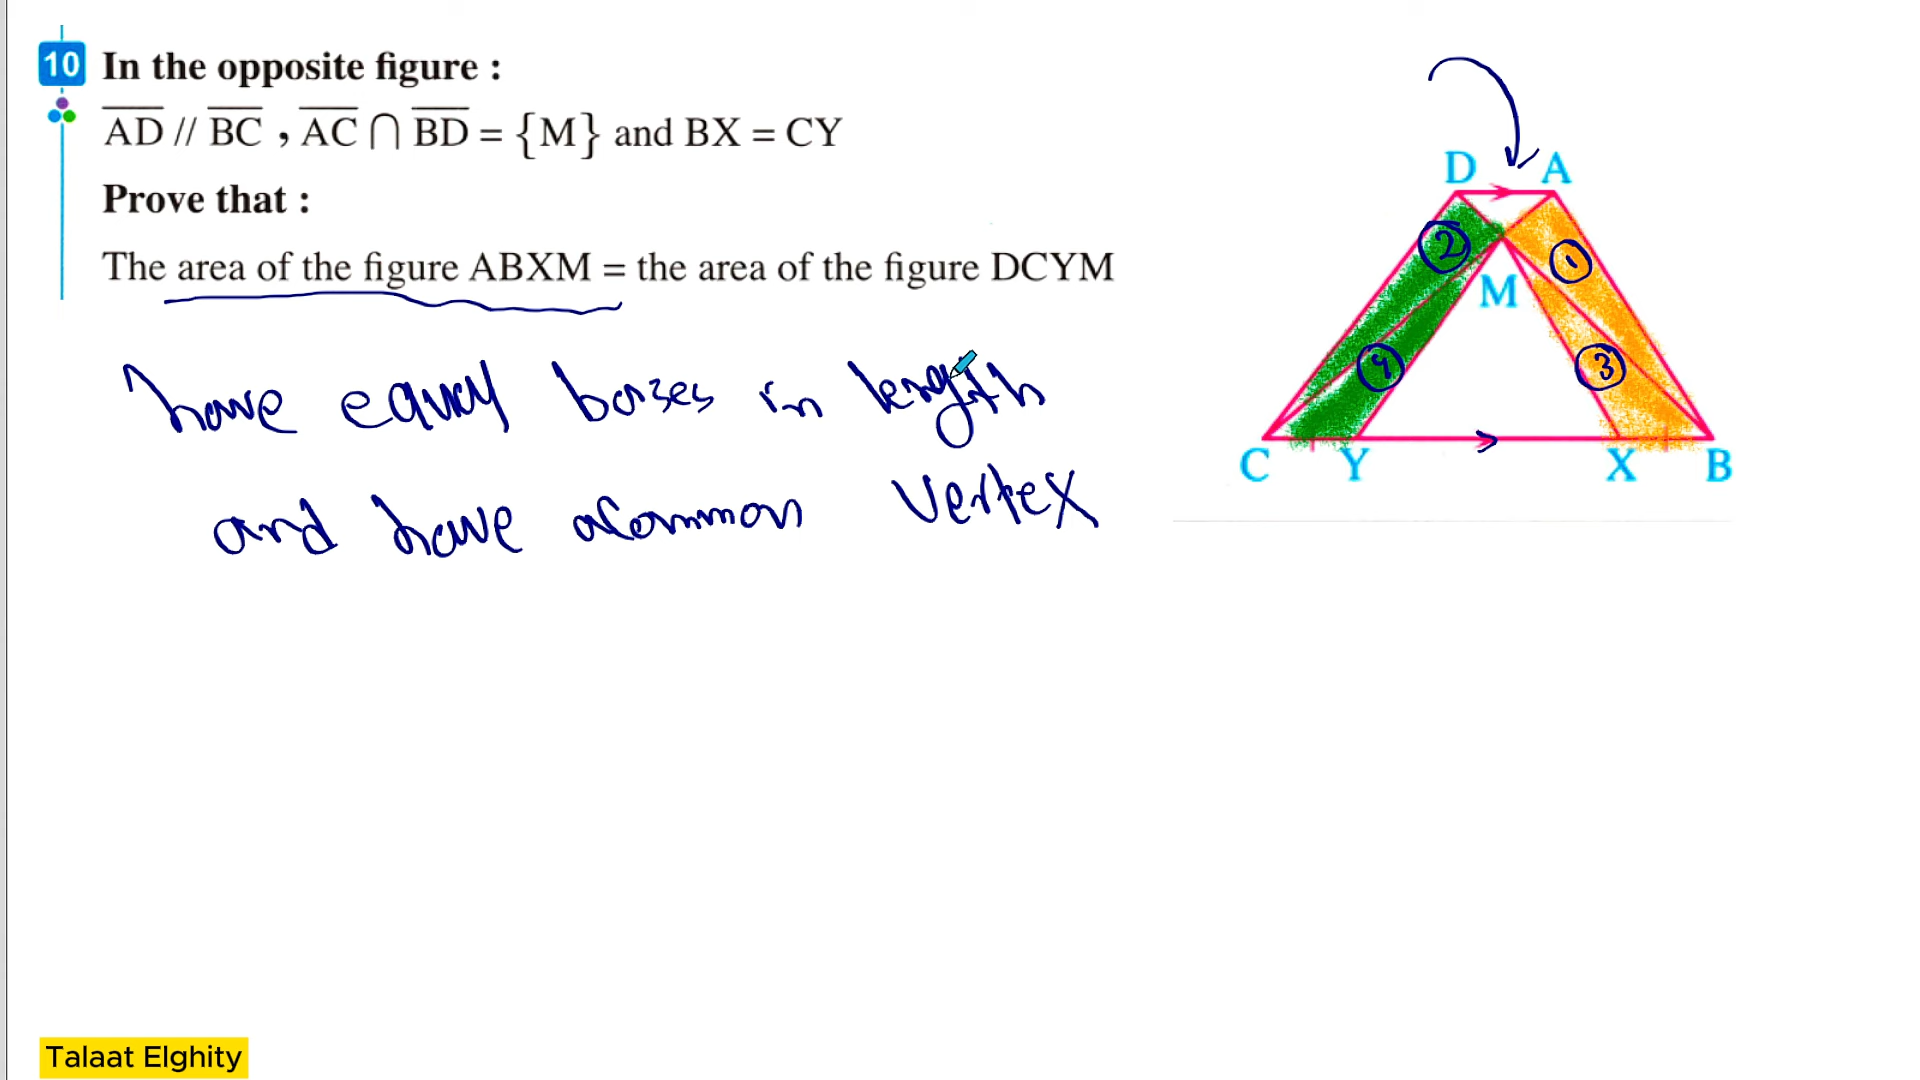 10 In the opposite figure :
AD // BC , AC ∩ BD = {M} and BX = CY
Prove that :
The area of the figure ABXM = the area of the figure DCYM
have equal bases in length
and have a common vertex
D A
2 1
M
4 3
C Y X B
Talaat Elghity